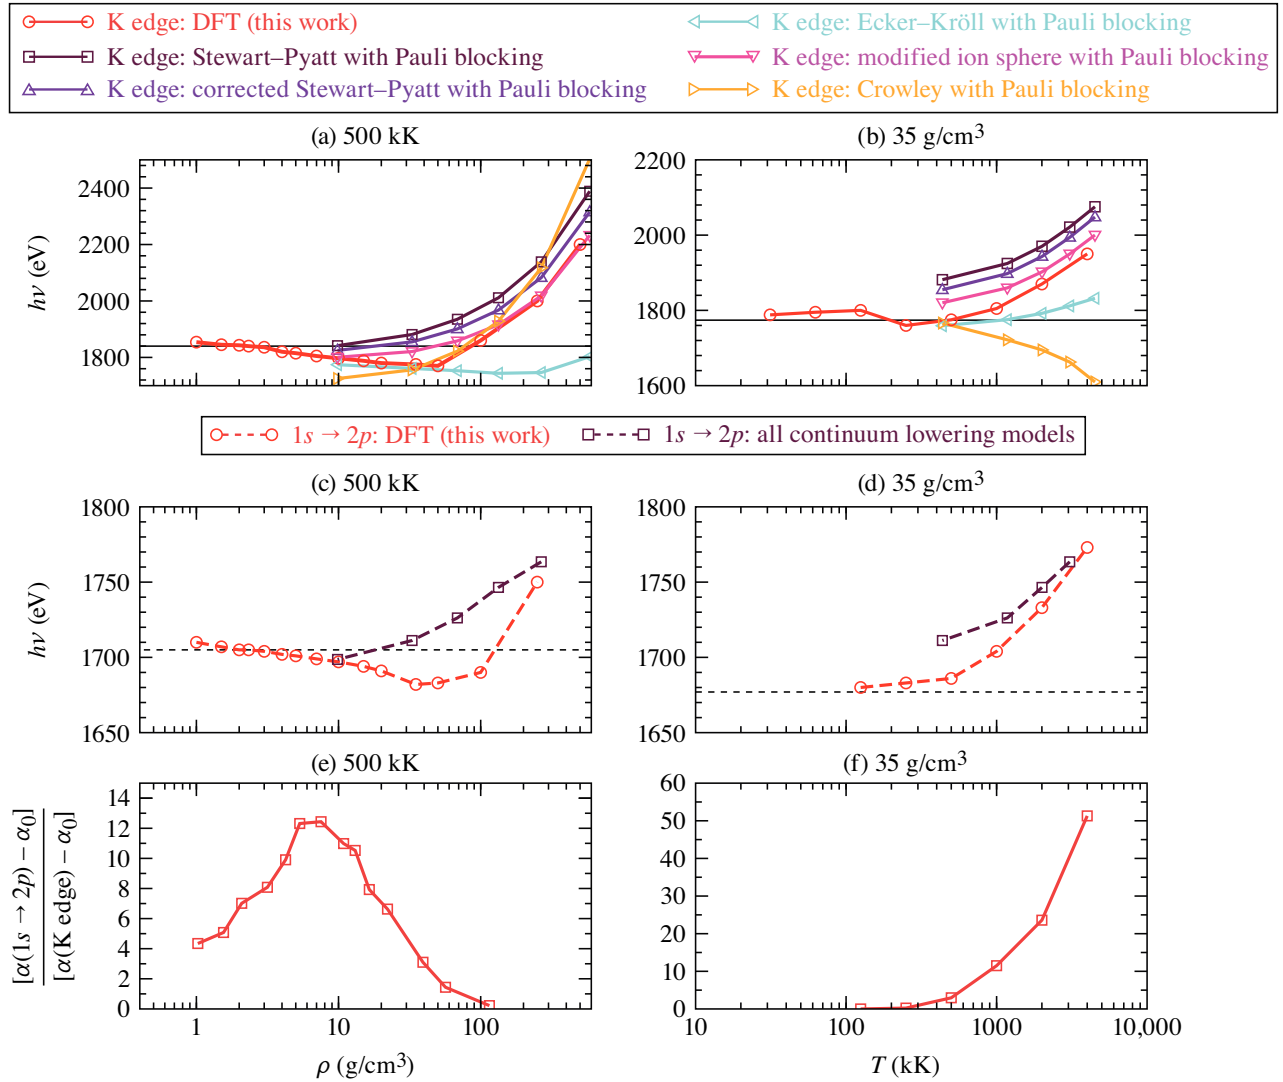 K edge: DFT (this work)
K edge: Stewart–Pyatt with Pauli blocking
K edge: corrected Stewart–Pyatt with Pauli blocking
K edge: Ecker–Kröll with Pauli blocking
K edge: modified ion sphere with Pauli blocking
K edge: Crowley with Pauli blocking
(a) 500 kK
2400
2200
2000
1800
hν (eV)
(b) 35 g/cm³
2200
2000
1800
1600
1s → 2p: DFT (this work)
1s → 2p: all continuum lowering models
(c) 500 kK
1800
1750
1700
1650
hν (eV)
(d) 35 g/cm³
1800
1750
1700
1650
(e) 500 kK
14
12
10
8
6
4
2
0
[α(1s → 2p) – α₀]
[α(K edge) – α₀]
1 10 100
ρ (g/cm³)
(f) 35 g/cm³
60
50
40
30
20
10
0
10 100 1000 10,000
T (kK)